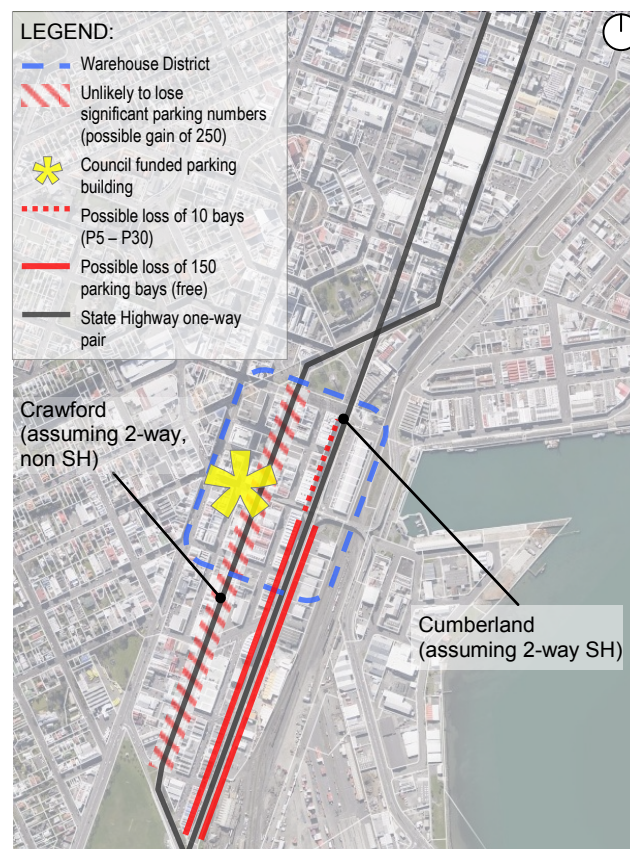 LEGEND:
Warehouse District
Unlikely to lose
significant parking numbers
(possible gain of 250)
Council funded parking
building
Possible loss of 10 bays
(P5 – P30)
Possible loss of 150
parking bays (free)
State Highway one-way
pair
Crawford
(assuming 2-way,
non SH)
Cumberland
(assuming 2-way SH)